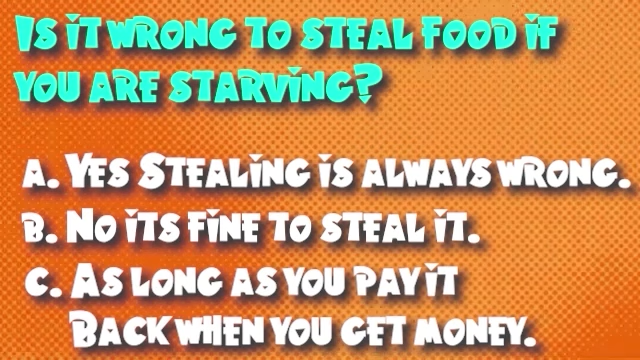 Is it wrong to steal food if
you are starving?
A. Yes Stealing is always wrong.
B. No its fine to steal it.
C. As long as you pay it
Back when you get money.